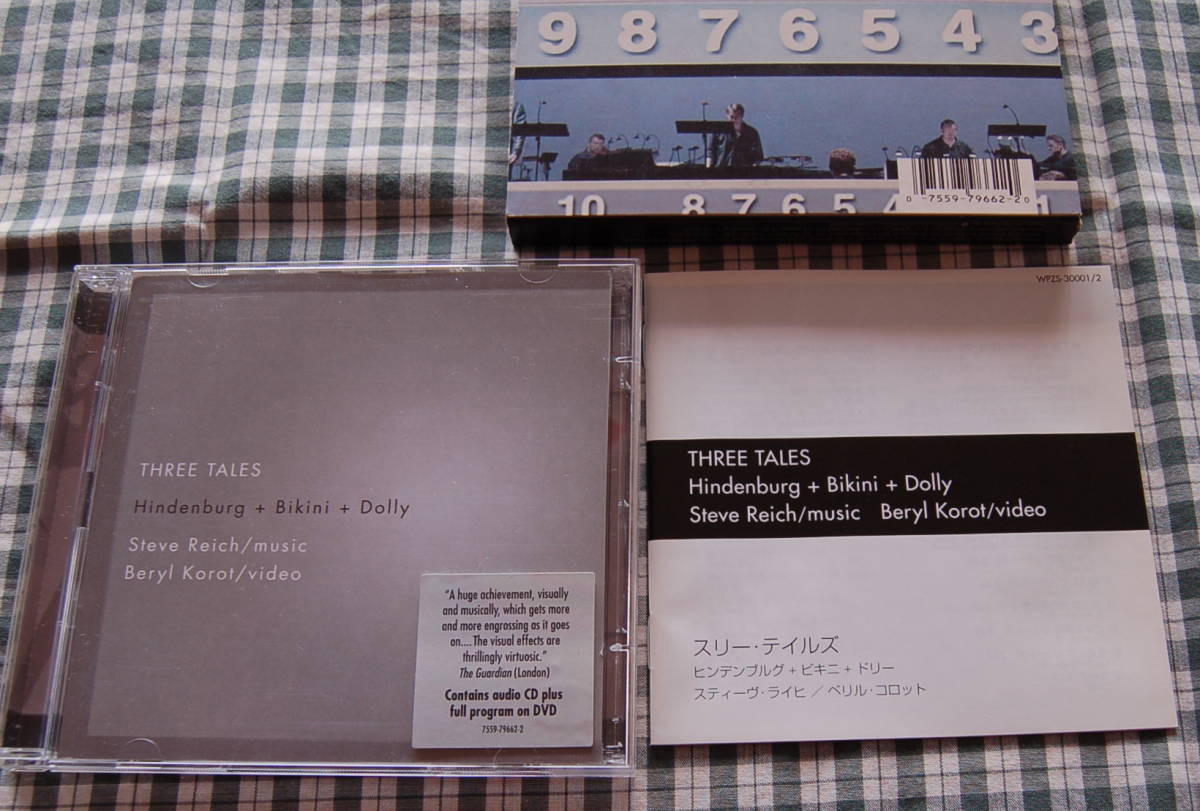 9 8 7 6 5 4 3
10 8 7 6 5 4 1
0 7559-79662-2 0
THREE TALES
Hindenburg + Bikini + Dolly
Steve Reich/music
Beryl Korot/video
"A huge achievement, visually
and musically, which gets more
and more engrossing as it goes
on.... The visual effects are
thrillingly virtuosic."
The Guardian (London)
Contains audio CD plus
full program on DVD
7559-79662-2
WPZS-30001/2
THREE TALES
Hindenburg + Bikini + Dolly
Steve Reich/music Beryl Korot/video
スリー・テイルズ
ヒンデンブルグ + ビキニ + ドリー
スティーヴ・ライヒ / ベリル・コロット